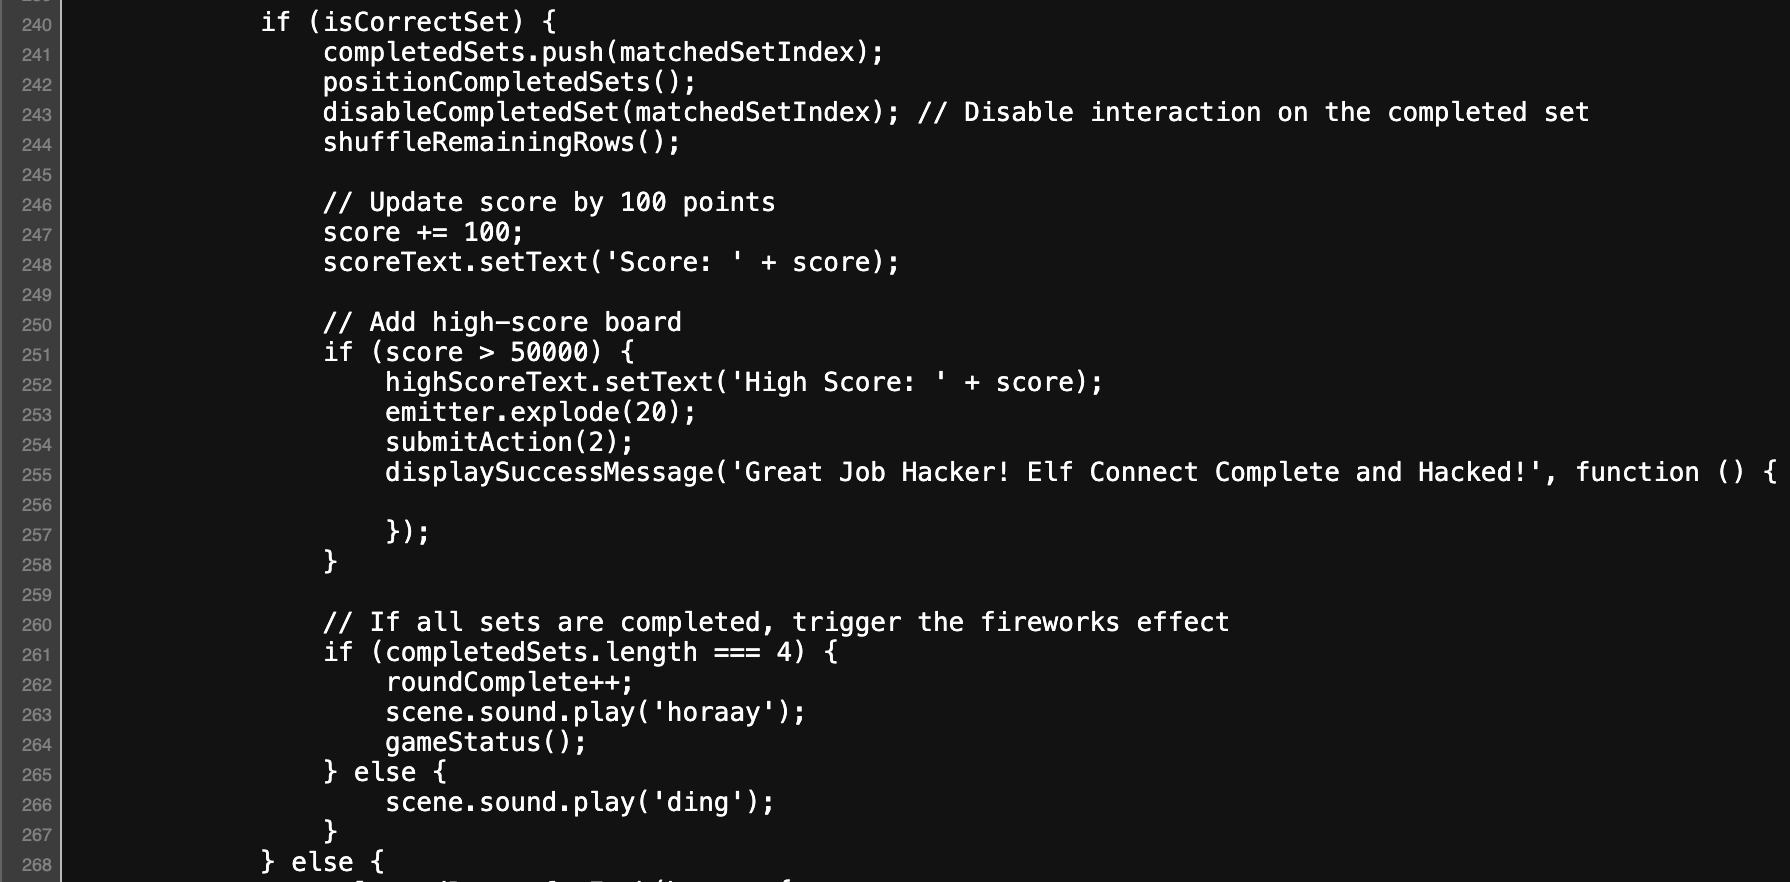 240 if (isCorrectSet) {
241 completedSets.push(matchedSetIndex);
242 positionCompletedSets();
243 disableCompletedSet(matchedSetIndex); // Disable interaction on the completed set
244 shuffleRemainingRows();
245
246 // Update score by 100 points
247 score += 100;
248 scoreText.setText('Score: ' + score);
249
250 // Add high-score board
251 if (score > 50000) {
252 highScoreText.setText('High Score: ' + score);
253 emitter.explode(20);
254 submitAction(2);
255 displaySuccessMessage('Great Job Hacker! Elf Connect Complete and Hacked!', function () {
256
257 });
258 }
259
260 // If all sets are completed, trigger the fireworks effect
261 if (completedSets.length === 4) {
262 roundComplete++;
263 scene.sound.play('horaay');
264 gameStatus();
265 } else {
266 scene.sound.play('ding');
267 }
268 } else {